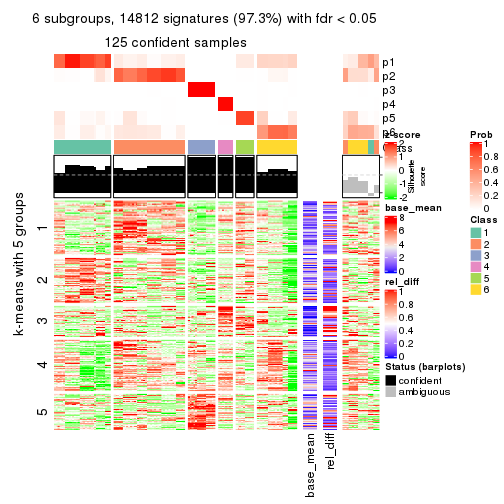 6 subgroups, 14812 signatures (97.3%) with fdr < 0.05
125 confident samples
p1
p2
p3
p4
p5
p6
z-score
2
1
0
-1
-2
Silhouette
score
Prob
1
0.8
0.6
0.4
0.2
0
Class
1
2
3
4
5
6
base_mean
8
6
4
2
0
rel_diff
1
0.8
0.6
0.4
0.2
0
Status (barplots)
confident
ambiguous
k-means with 5 groups
1
2
3
4
5
base_mean
rel_diff